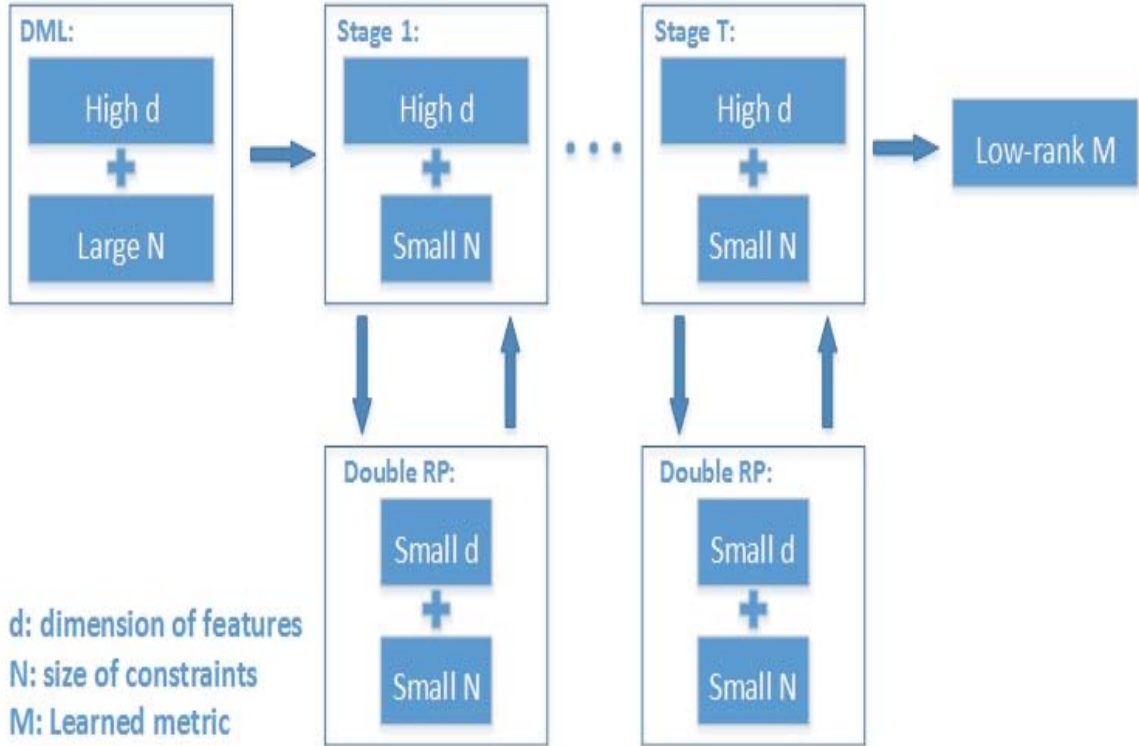 DML:
High d
Large N
Stage 1:
High d
Small N
Stage T:
High d
Small N
Low-rank M
Double RP:
Small d
Small N
Double RP:
Small d
Small N
d: dimension of features
N: size of constraints
M: Learned metric